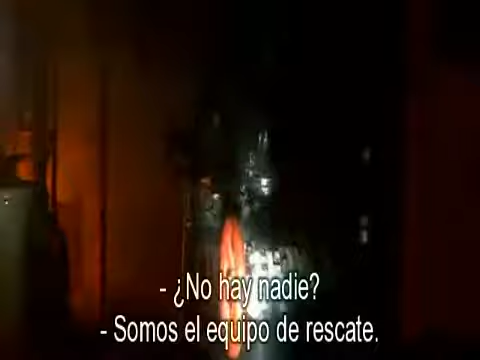 - ¿No hay nadie?
- Somos el equipo de rescate.